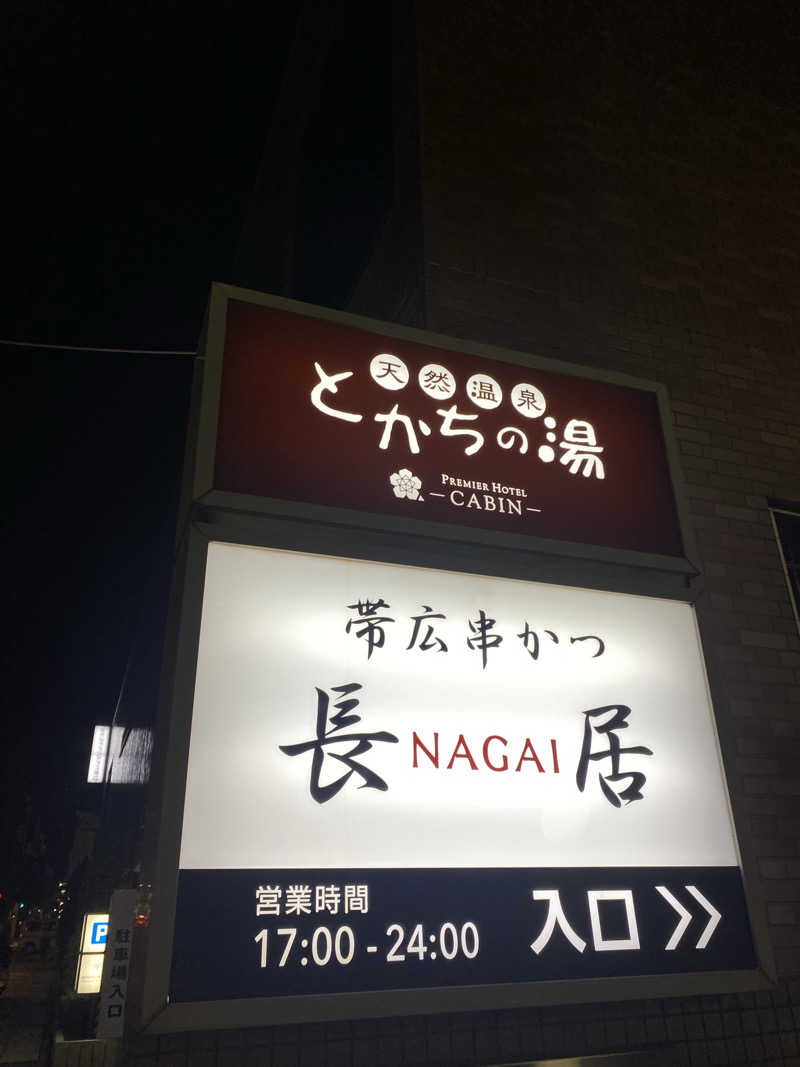 天然温泉
とかちの湯
PREMIER HOTEL
-CABIN-
帯広串かつ
長 NAGAI 居
営業時間
17:00 - 24:00
入口 >>
P
駐車場入口